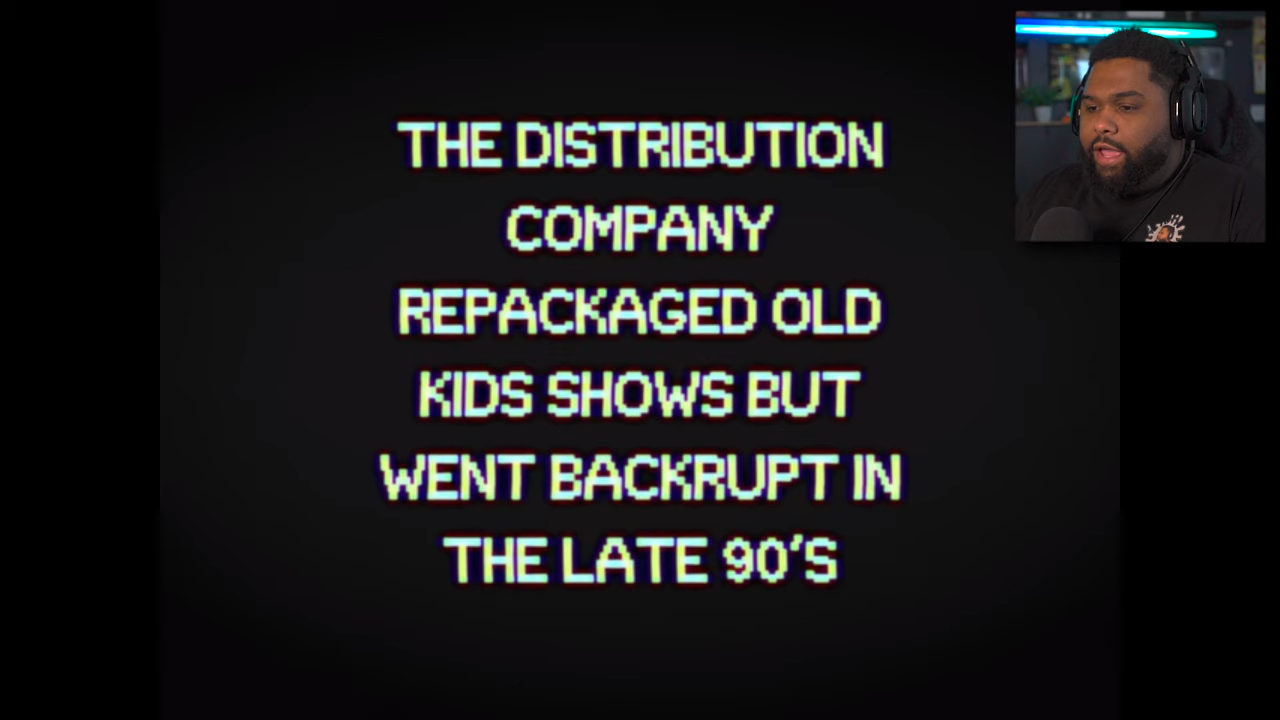 THE DISTRIBUTION
COMPANY
REPACKAGED OLD
KIDS SHOWS BUT
WENT BACKRUPT IN
THE LATE 90'S